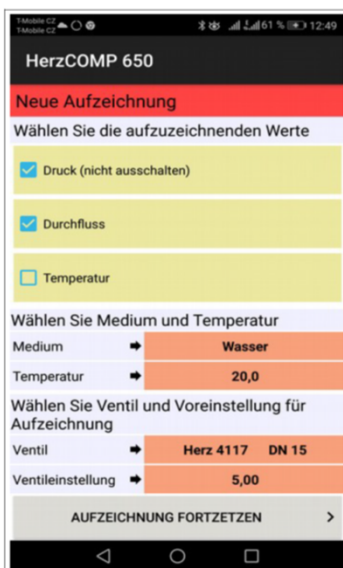 T-Mobile CZ
T-Mobile CZ
61 % 12:49
HerzCOMP 650
Neue Aufzeichnung
Wählen Sie die aufzuzeichnenden Werte
Druck (nicht ausschalten)
Durchfluss
Temperatur
Wählen Sie Medium und Temperatur
Medium Wasser
Temperatur 20,0
Wählen Sie Ventil und Voreinstellung für
Aufzeichnung
Ventil Herz 4117 DN 15
Ventileinstellung 5,00
AUFZEICHNUNG FORTZETZEN >